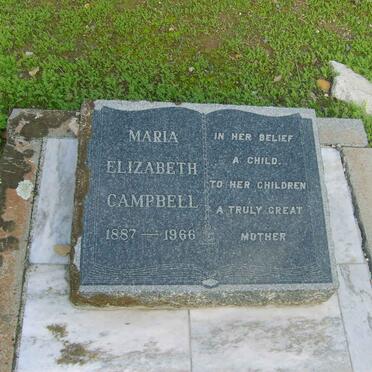 MARIA
ELIZABETH
CAMPBELL
1887 — 1966
IN HER BELIEF
A CHILD.
TO HER CHILDREN
A TRULY GREAT
MOTHER